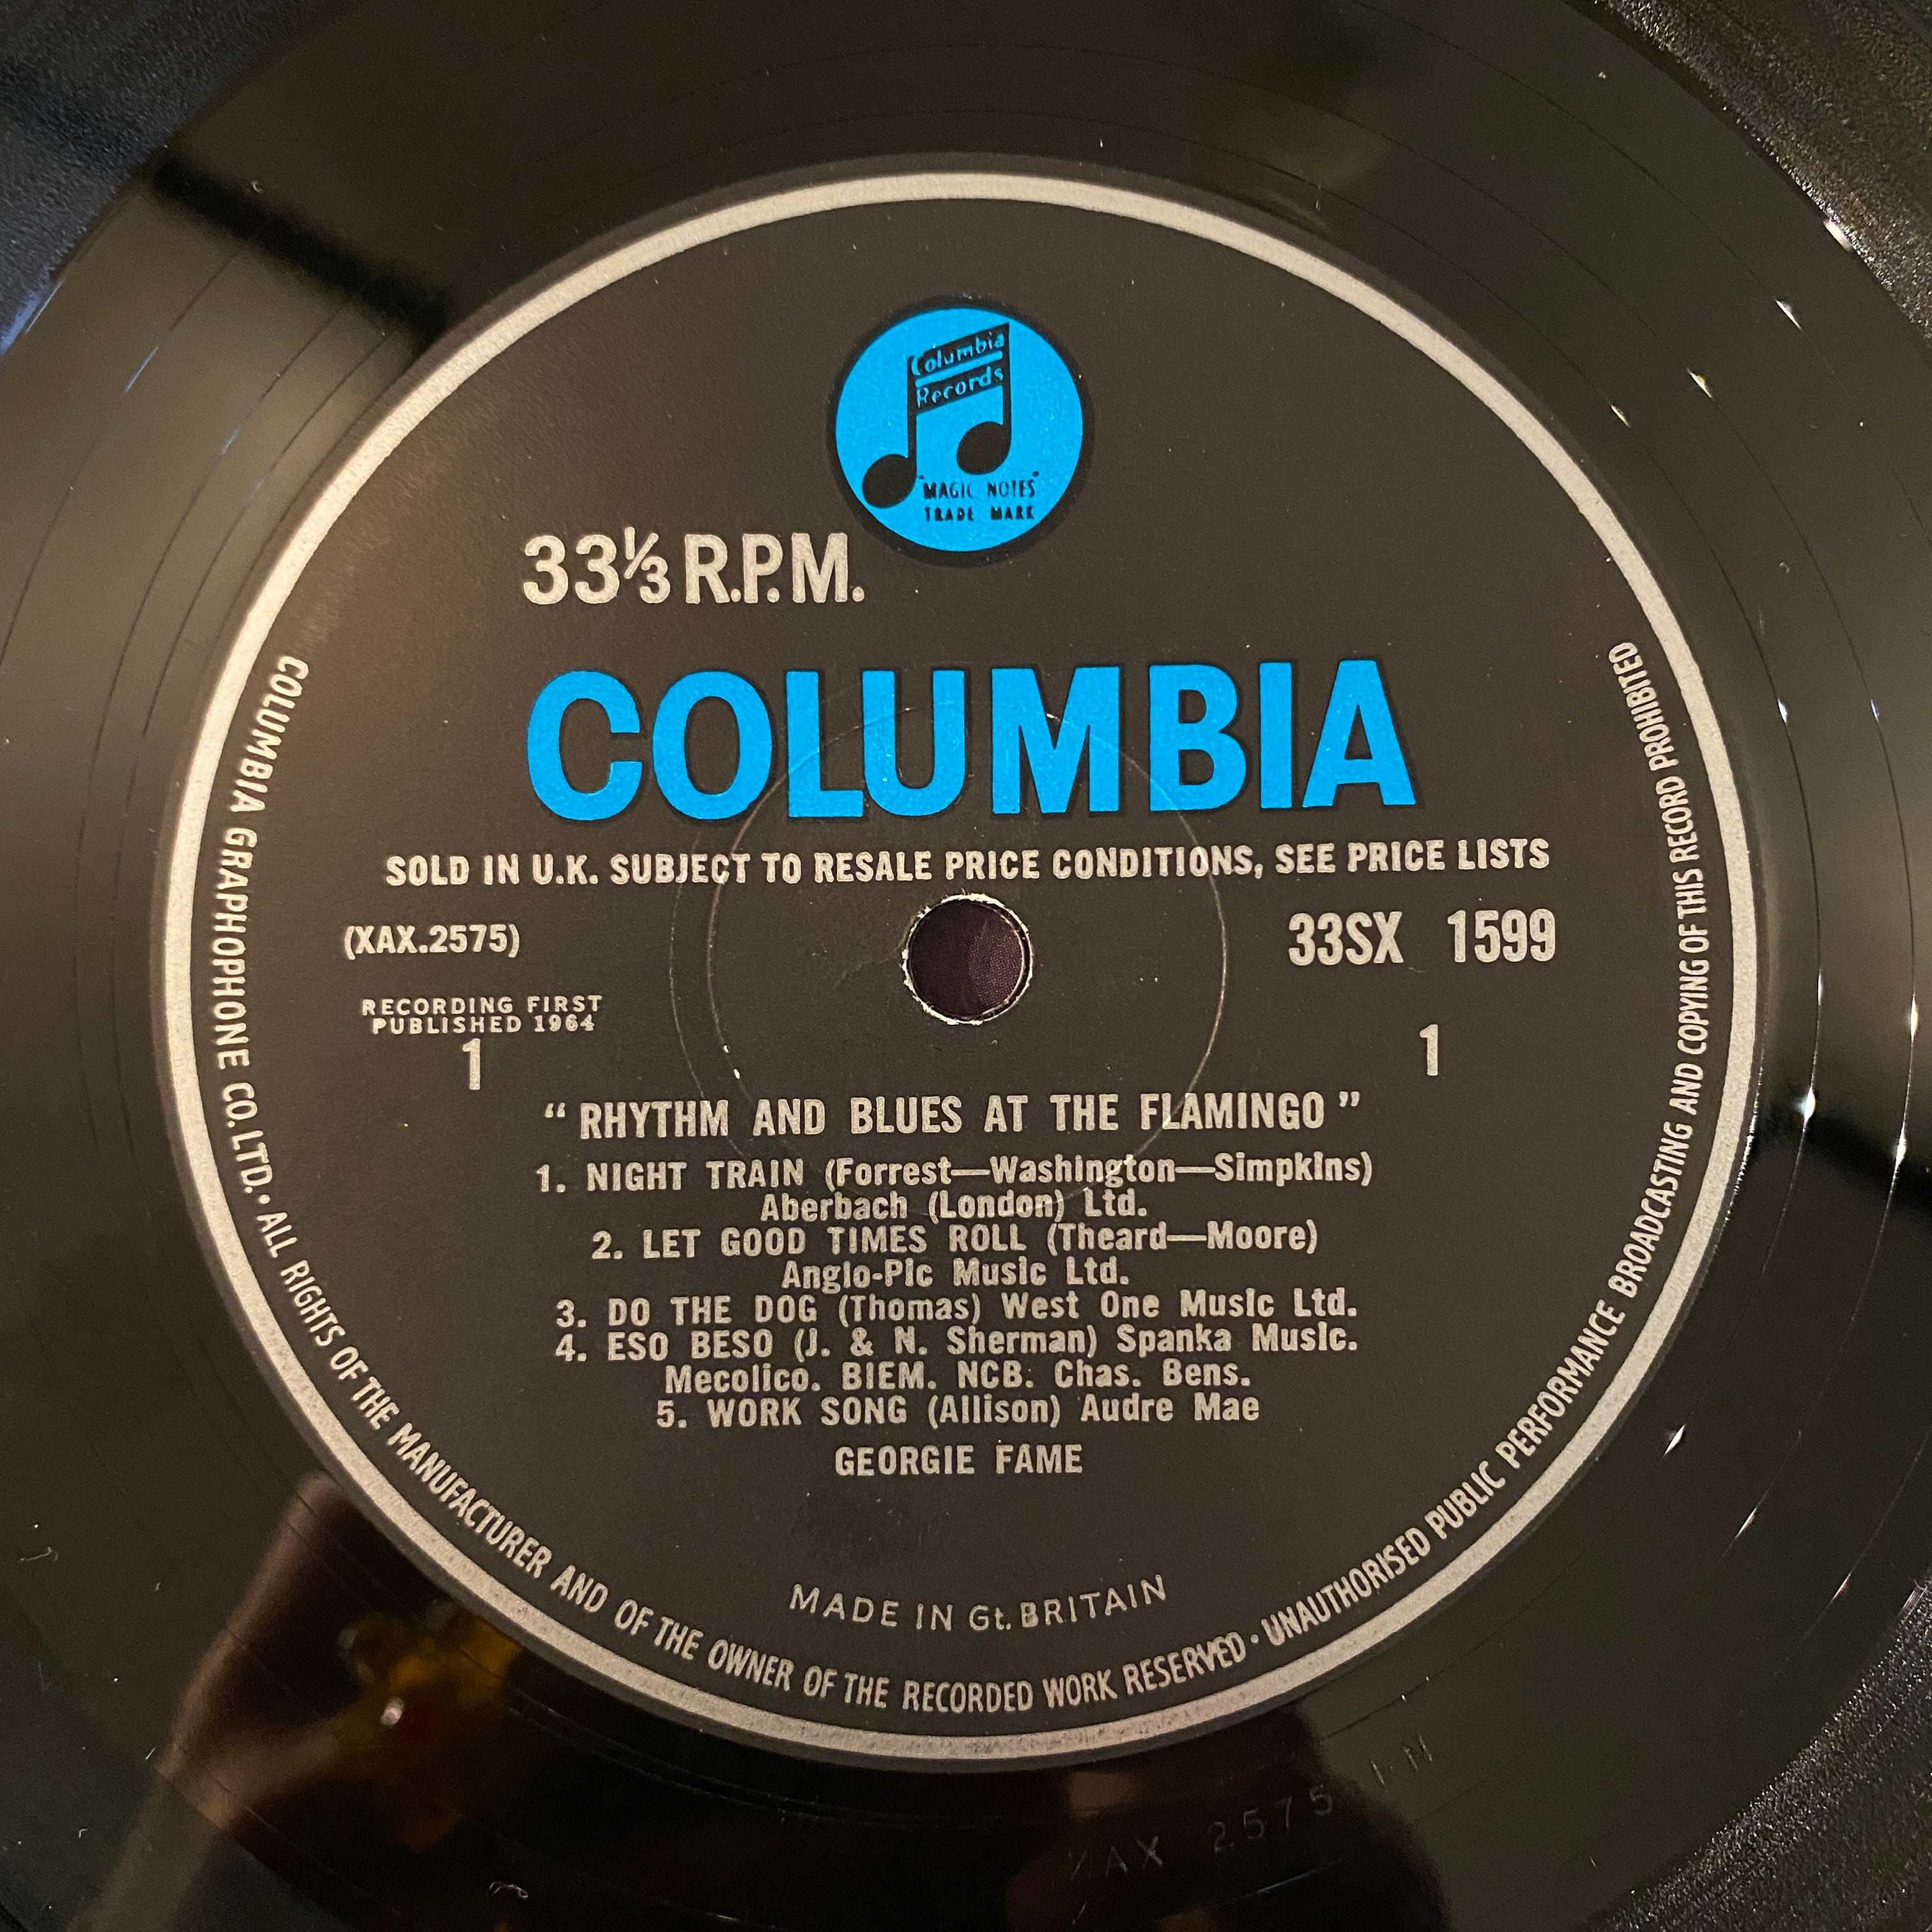 Columbia
Records
"MAGIC NOTES"
TRADE MARK
33⅓ R.P.M.
COLUMBIA
SOLD IN U.K. SUBJECT TO RESALE PRICE CONDITIONS, SEE PRICE LISTS
(XAX.2575)
33SX 1599
RECORDING FIRST
PUBLISHED 1964
1
1
“RHYTHM AND BLUES AT THE FLAMINGO”
1. NIGHT TRAIN (Forrest—Washington—Simpkins)
Aberbach (London) Ltd.
2. LET GOOD TIMES ROLL (Theard—Moore)
Anglo-Pic Music Ltd.
3. DO THE DOG (Thomas) West One Music Ltd.
4. ESO BESO (J. & N. Sherman) Spanka Music.
Mecolico. BIEM. NCB. Chas. Bens.
5. WORK SONG (Allison) Audre Mae
GEORGIE FAME
MADE IN Gt. BRITAIN
COLUMBIA GRAPHOPHONE CO. LTD. • ALL RIGHTS OF THE MANUFACTURER AND OF THE OWNER OF THE RECORDED WORK RESERVED • UNAUTHORISED PUBLIC PERFORMANCE BROADCASTING AND COPYING OF THIS RECORD PROHIBITED
XAX 2575 1-N